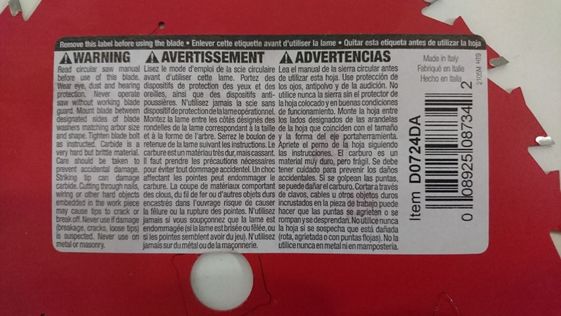 Remove this label before using the blade • Enlever cette etiquette avant d'utiliser la lame • Quitar esta etiqueta antes de utilizar la hoja
WARNING
Read circular saw manual
before use of this blade.
Wear eye, dust and hearing
protection. Never operate
saw without working blade
guard. Mount blade between
designated sides of blade
washers matching arbor size
and shape. Tighten blade bolt
as instructed. Carbide is a
very hard but brittle material.
Care should be taken to
prevent accidental damage.
Striking tip can damage
carbide. Cutting through nails,
wiring or other hard objects
embedded in the work piece
may cause tips to crack or
break off. Never use if damage
(breakage, cracks, loose tips)
is suspected. Never use on
metal or masonry.
AVERTISSEMENT
Lisez le mode d'emploi de la scie circulaire
avant d'utiliser cette lame. Portez des
dispositifs de protection des yeux et des
oreilles, ainsi que des dispositifs anti-
poussières. N'utilisez jamais la scie sans
dispositif de protection de la lame opérationnel.
Montez la lame entre les côtés désignés des
rondelles de la lame correspondant à la taille
et à la forme de l'arbre. Serrez le boulon de
retenue de la lame suivant les instructions. Le
carbure est un matériau très dur, mais cassant.
Il faut prendre les précautions nécessaires
pour éviter tout dommage accidentel. Un choc
affectant les pointes peut endommager le
carbure. La coupe de matériaux comportant
des clous, du fil de fer ou d'autres objets durs
encastrés dans l'ouvrage risque de causer
la fêlure ou la rupture des pointes. N'utilisez
jamais si vous soupçonnez que la lame est
endommagée (si la lame est brisée ou fêlée, ou
si les pointes semblent avoir du jeu). N'utilisez
jamais sur du métal ou de la maçonnerie.
ADVERTENCIAS
Lea el manual de la sierra circular antes
de utilizar esta hoja. Use protección de
los ojos, antipolvo y de la audición. No
utilice nunca la sierra sin el protector de
la hoja colocado y en buenas condiciones
de funcionamiento. Monte la hoja entre
los lados designados de las arandelas
de la hoja que coincidan con el tamaño
y la forma del eje portaherramienta.
Apriete el perno de la hoja siguiendo
las instrucciones. El carburo es un
material muy duro, pero frágil. Se debe
tener cuidado para prevenir los daños
accidentales. Si se golpean las puntas,
se puede dañar el carburo. Cortar a través de
clavos, cables u otros objetos duros
incrustados en la pieza de trabajo puede
hacer que las puntas se agrieten o se
rompan y se desprendan. No utilice nunca
la hoja si se sospecha que está dañada
(rota, agrietada o con puntas flojas). No la
utilice nunca en metal ni en mampostería.
Made in Italy
Fabriqué en Italie
Hecho en Italia
Item D0724DA
0 08925 08734 2